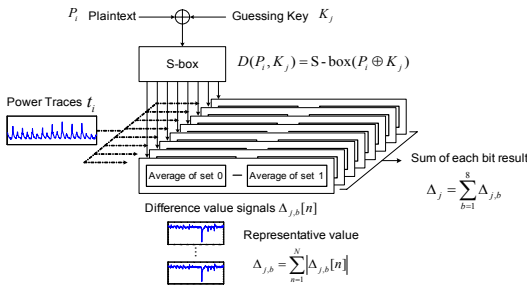 P_i Plaintext Guessing Key K_j
S-box
D(P_i, K_j) = S-box(P_i ⊕ K_j)
Power Traces t_i
Average of set 0 − Average of set 1
Sum of each bit result
Δ_j = ∑_{b=1}^{8} Δ_{j,b}
Difference value signals Δ_{j,b}[n]
Representative value
Δ_{j,b} = ∑_{n=1}^{N} |Δ_{j,b}[n]|